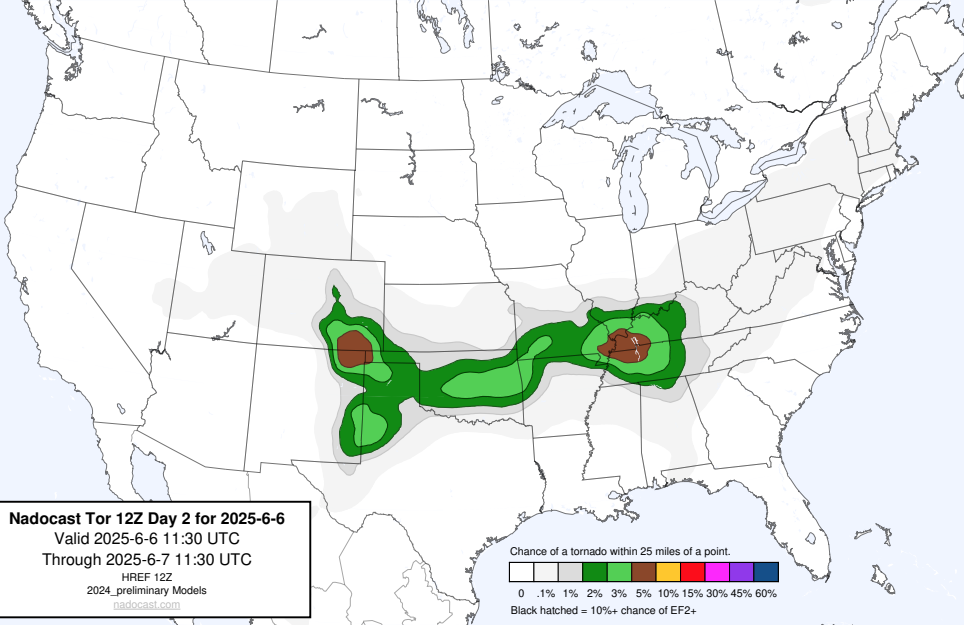 Nadocast Tor 12Z Day 2 for 2025-6-6
Valid 2025-6-6 11:30 UTC
Through 2025-6-7 11:30 UTC
HREF 12Z
2024_preliminary Models
nadocast.com
Chance of a tornado within 25 miles of a point.
0 .1% 1% 2% 3% 5% 10% 15% 30% 45% 60%
Black hatched = 10%+ chance of EF2+